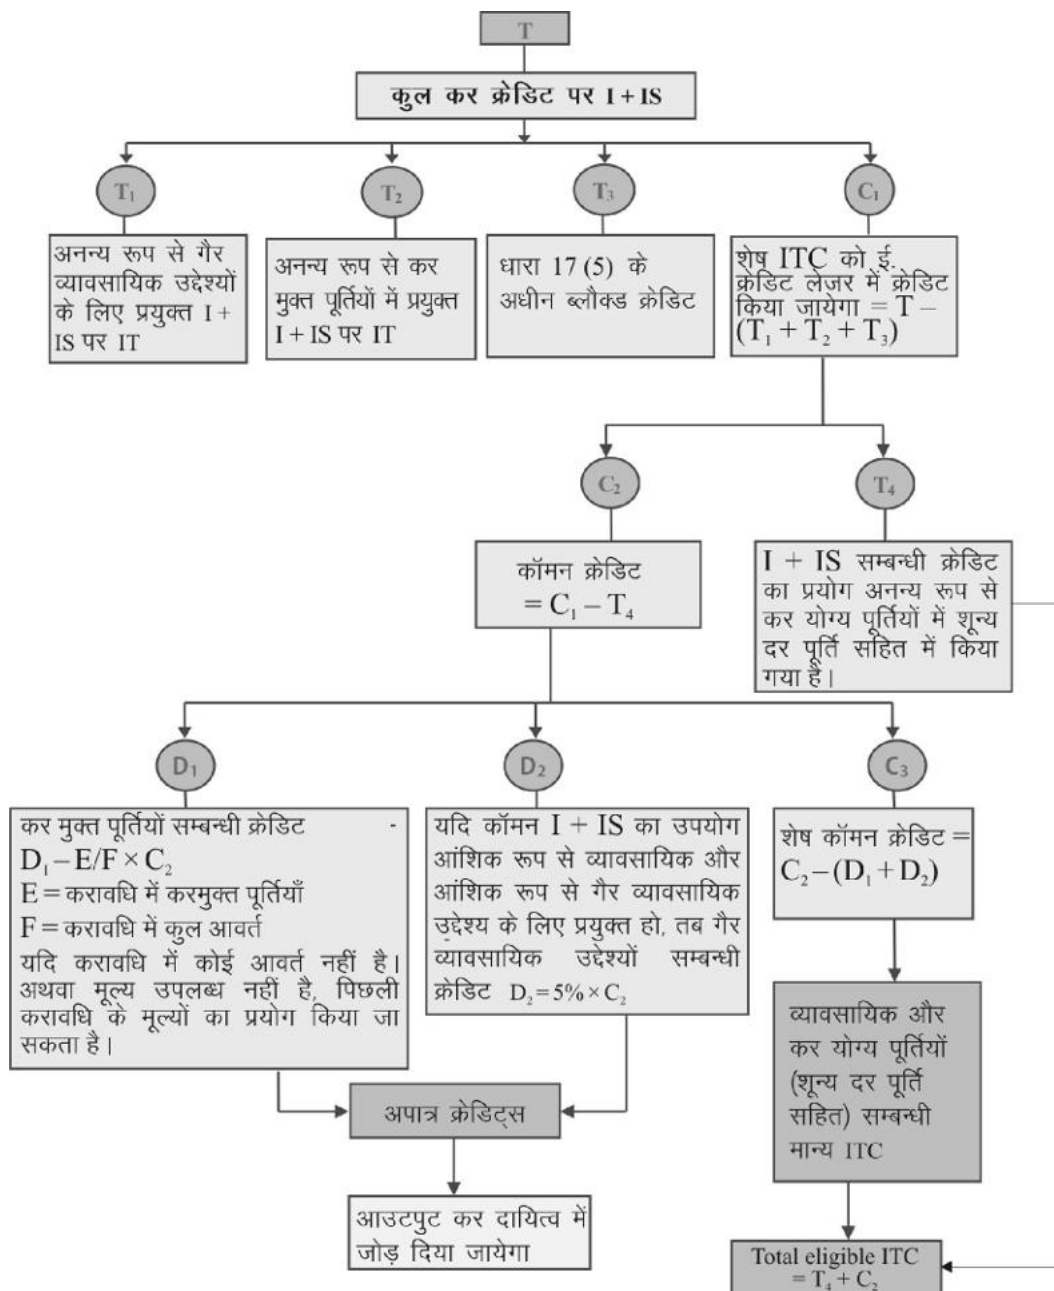 T
कुल कर क्रेडिट पर I + IS
T₁
T₂
T₃
C₁
अनन्य रूप से गैर
व्यावसायिक उद्देश्यों
के लिए प्रयुक्त I +
IS पर IT
अनन्य रूप से कर
मुक्त पूर्तियों में प्रयुक्त
I + IS पर IT
धारा 17 (5) के
अधीन ब्लौक्ड क्रेडिट
शेष ITC को ई.
क्रेडिट लेजर में क्रेडिट
किया जायेगा = T –
(T₁ + T₂ + T₃)
C₂
T₄
कॉमन क्रेडिट
= C₁ – T₄
I + IS सम्बन्धी क्रेडिट
का प्रयोग अनन्य रूप से
कर योग्य पूर्तियों में शून्य
दर पूर्ति सहित में किया
गया है।
D₁
D₂
C₃
कर मुक्त पूर्तियों सम्बन्धी क्रेडिट -
D₁ – E/F × C₂
E = करावधि में करमुक्त पूर्तियाँ
F = करावधि में कुल आवर्त
यदि करावधि में कोई आवर्त नहीं है।
अथवा मूल्य उपलब्ध नहीं है, पिछली
करावधि के मूल्यों का प्रयोग किया जा
सकता है।
यदि कॉमन I + IS का उपयोग
आंशिक रूप से व्यावसायिक और
आंशिक रूप से गैर व्यावसायिक
उद्देश्य के लिए प्रयुक्त हो, तब गैर
व्यावसायिक उद्देश्यों सम्बन्धी
क्रेडिट D₂ = 5% × C₂
शेष कॉमन क्रेडिट =
C₂ – (D₁ + D₂)
व्यावसायिक और
कर योग्य पूर्तियों
(शून्य दर पूर्ति
सहित) सम्बन्धी
मान्य ITC
अपात्र क्रेडिट्स
आउटपुट कर दायित्व में
जोड़ दिया जायेगा
Total eligible ITC
= T₄ + C₂